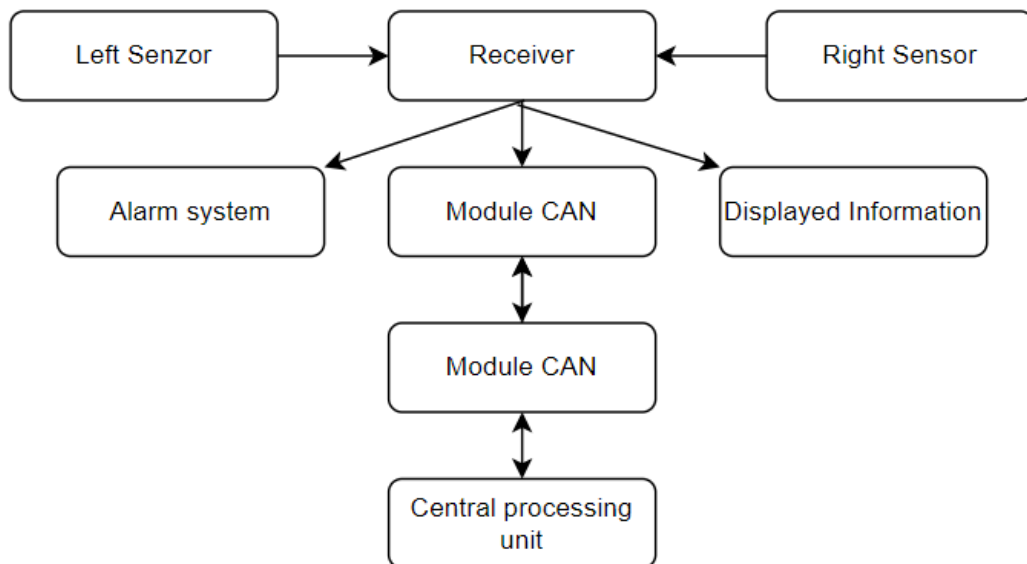 Left Senzor
Receiver
Right Sensor
Alarm system
Module CAN
Displayed Information
Module CAN
Central processing
unit